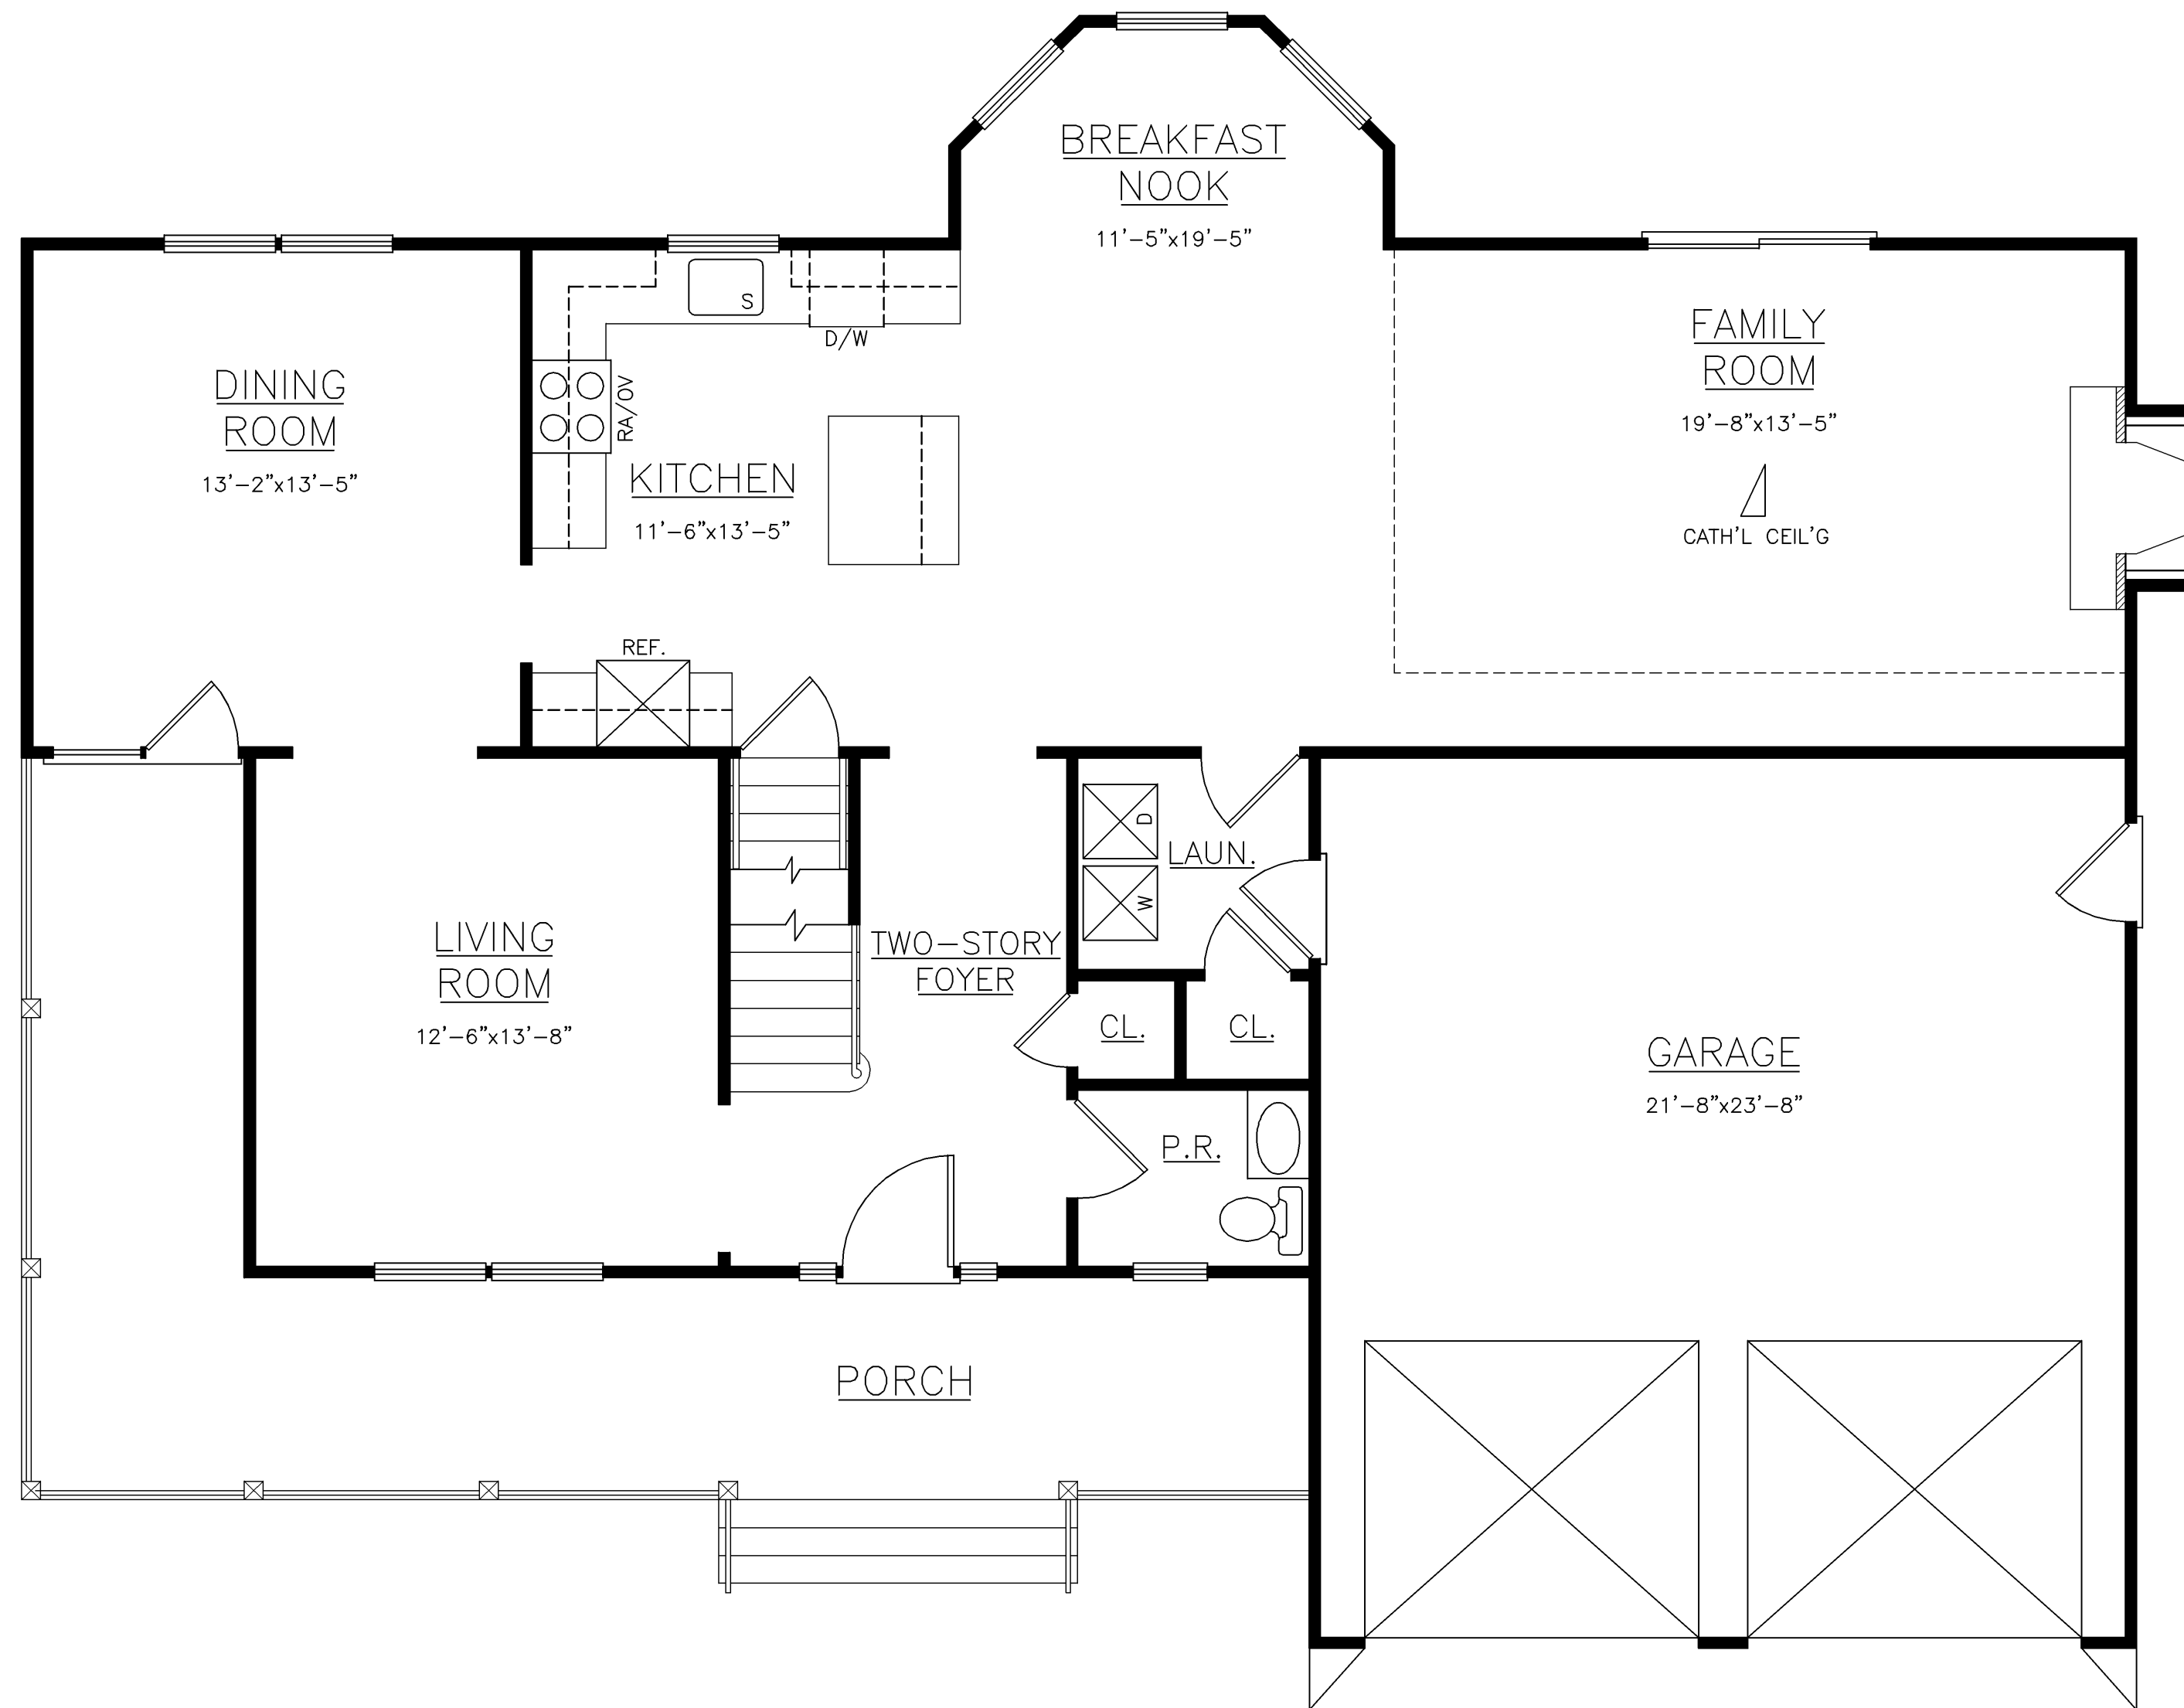 BREAKFAST
NOOK
11'-5"x19'-5"
S
D/W
RA/OV
DINING
ROOM
13'-2"x13'-5"
KITCHEN
11'-6"x13'-5"
FAMILY
ROOM
19'-8"x13'-5"
CATH'L CEIL'G
REF.
D
LAUN.
W
LIVING
ROOM
12'-6"x13'-8"
TWO-STORY
FOYER
CL.
CL.
GARAGE
21'-8"x23'-8"
P.R.
PORCH